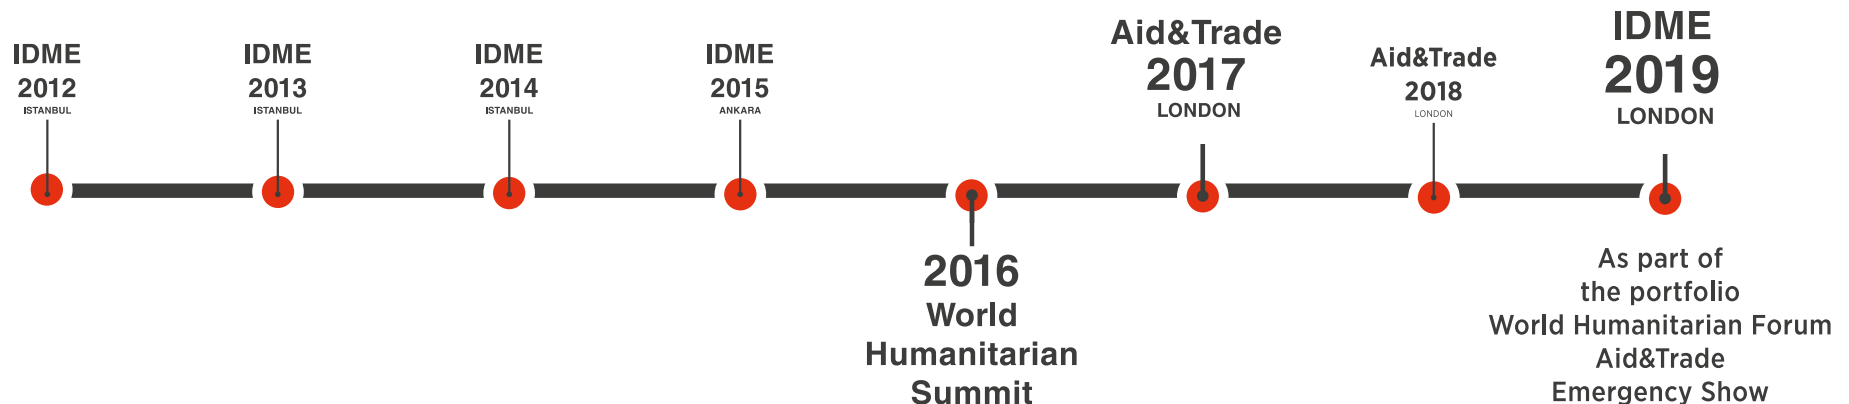 IDME
2012
ISTANBUL
IDME
2013
ISTANBUL
IDME
2014
ISTANBUL
IDME
2015
ANKARA
2016
World
Humanitarian
Summit
Aid&Trade
2017
LONDON
Aid&Trade
2018
LONDON
IDME
2019
LONDON
As part of
the portfolio
World Humanitarian Forum
Aid&Trade
Emergency Show